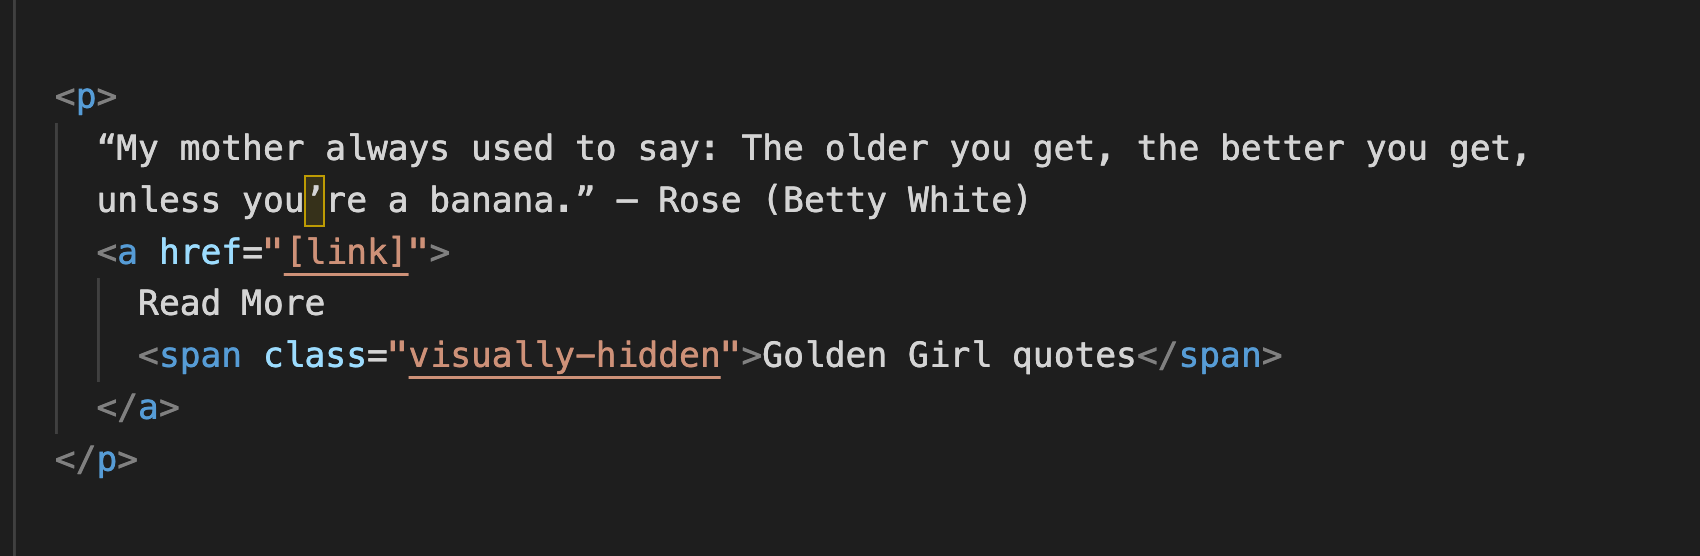 <p>
“My mother always used to say: The older you get, the better you get,
unless you’re a banana.” — Rose (Betty White)
<a href="[link]">
Read More
<span class="visually-hidden">Golden Girl quotes</span>
</a>
</p>